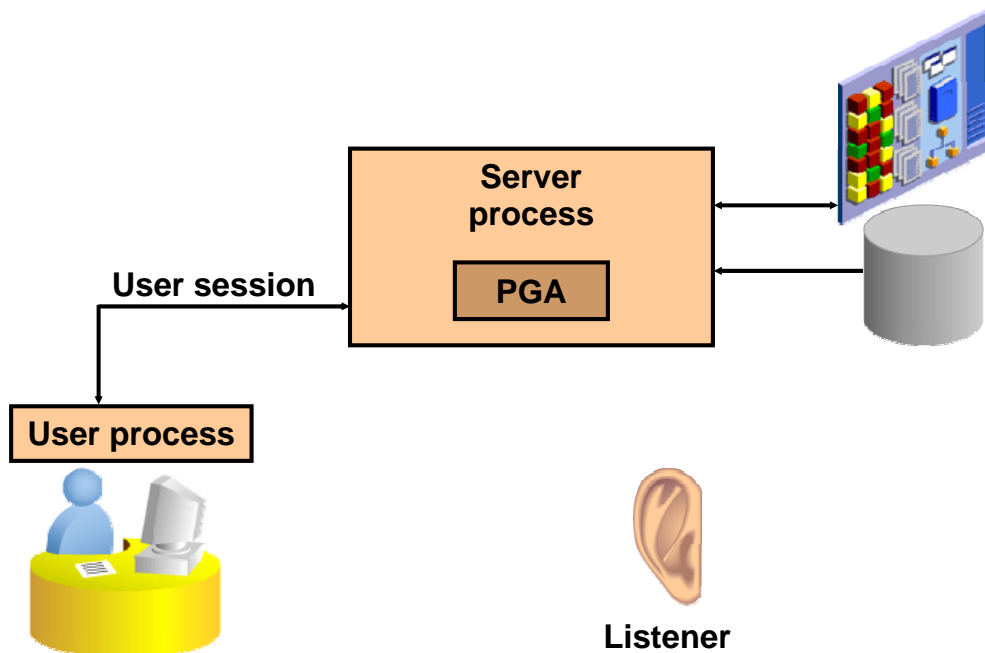 Server
process
PGA
User session
User process
Listener